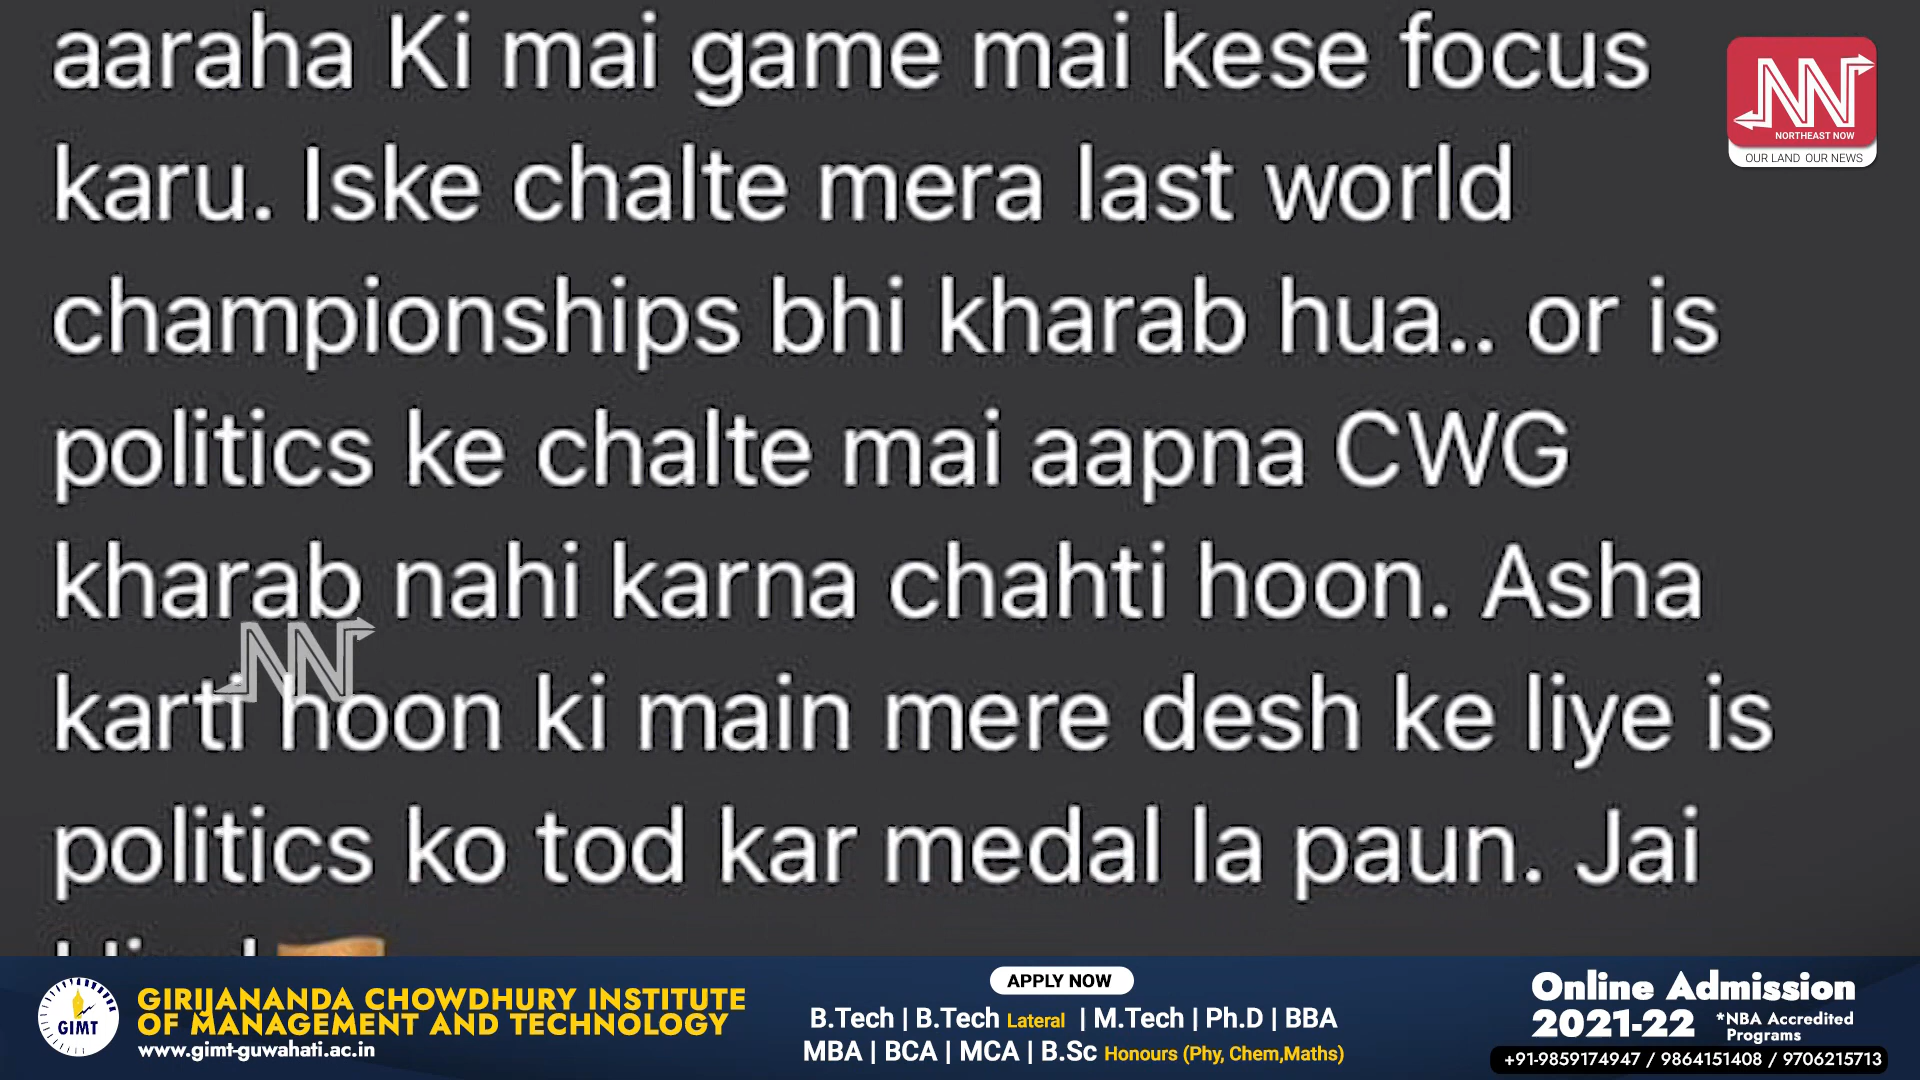 aaraha Ki mai game mai kese focus
karu. Iske chalte mera last world
championships bhi kharab hua.. or is
politics ke chalte mai aapna CWG
kharab nahi karna chahti hoon. Asha
karti hoon ki main mere desh ke liye is
politics ko tod kar medal la paun. Jai
NN
NORTHEAST NOW
OUR LAND OUR NEWS
NN
GIMT
GIRIJANANDA CHOWDHURY INSTITUTE
OF MANAGEMENT AND TECHNOLOGY
www.gimt-guwahati.ac.in
APPLY NOW
B.Tech | B.Tech Lateral | M.Tech | Ph.D | BBA
MBA | BCA | MCA | B.Sc Honours (Phy, Chem,Maths)
Online Admission
2021-22 *NBA Accredited
Programs
+91-9859174947 / 9864151408 / 9706215713